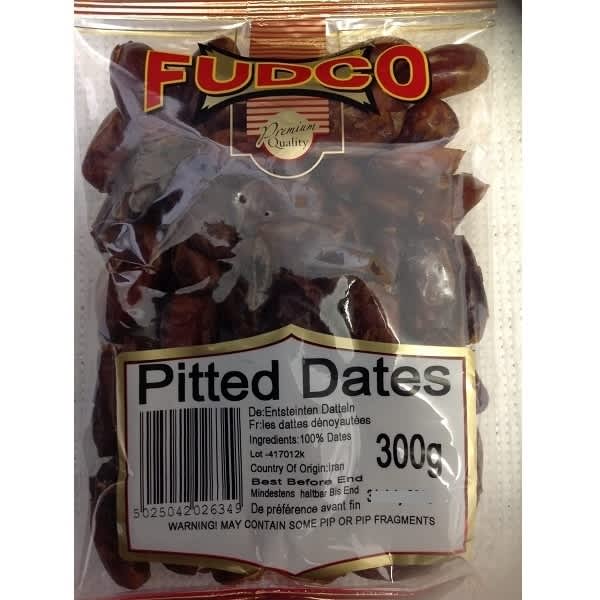 FUDCO
Premium
Quality
Pitted Dates
De:Entsteinten Datteln
Fr:les dattes dénoyautées
Ingredients:100% Dates
300g
Lot -417012k
Country Of Origin:Iran
Best Before End
Mindestens haltbar Bis End
De préférence avant fin
5025042026349
WARNING! MAY CONTAIN SOME PIP OR PIP FRAGMENTS